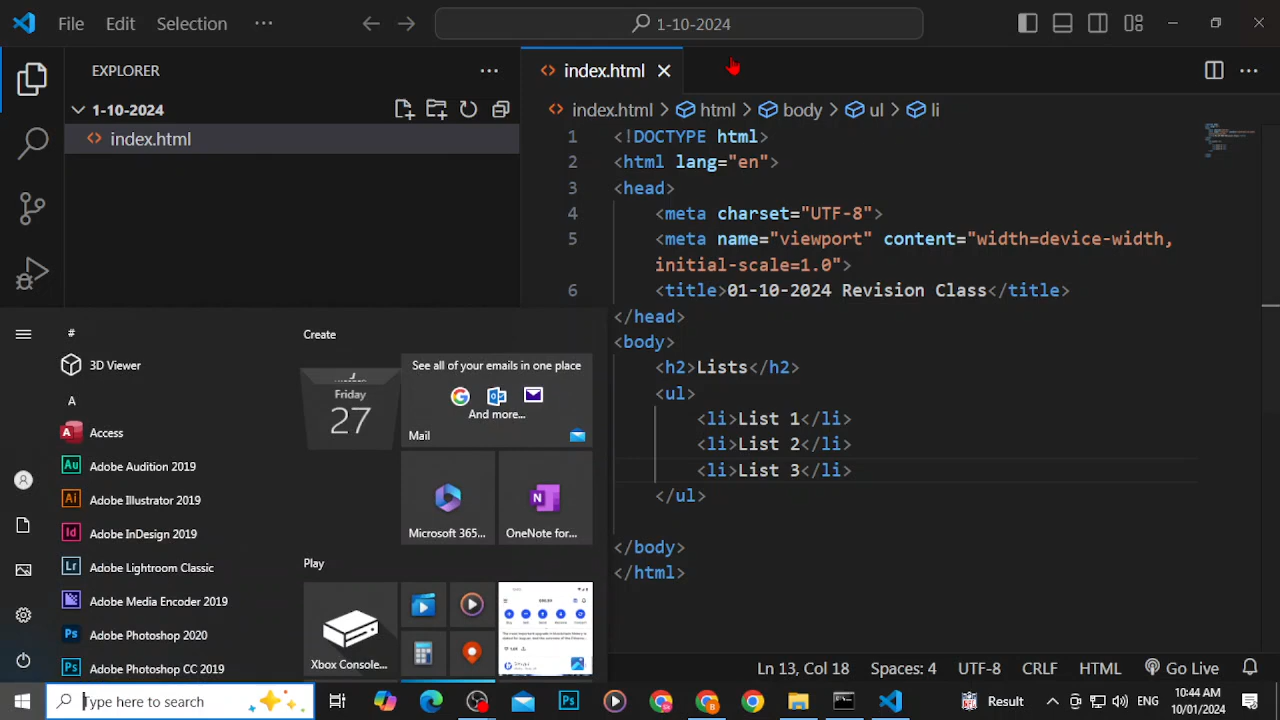 File Edit Selection ···
1-10-2024
EXPLORER
1-10-2024
index.html
index.html
index.html > html > body > ul > li
1 <!DOCTYPE html>
2 <html lang="en">
3 <head>
4 <meta charset="UTF-8">
5 <meta name="viewport" content="width=device-width,
initial-scale=1.0">
6 <title>01-10-2024 Revision Class</title>
</head>
<body>
<h2>Lists</h2>
<ul>
<li>List 1</li>
<li>List 2</li>
<li>List 3</li>
</ul>
</body>
</html>
#
3D Viewer
A
Access
Adobe Audition 2019
Adobe Illustrator 2019
Adobe InDesign 2019
Adobe Lightroom Classic
Adobe Media Encoder 2019
Adobe Photoshop 2020
Adobe Photoshop CC 2019
Create
Friday
27
See all of your emails in one place
And more...
Mail
Microsoft 365...
OneNote for...
Play
Xbox Console...
Ln 13, Col 18 Spaces: 4 UTF-8 CRLF HTML Go Live
Type here to search
Result
ENG
10:44 AM
10/01/2024